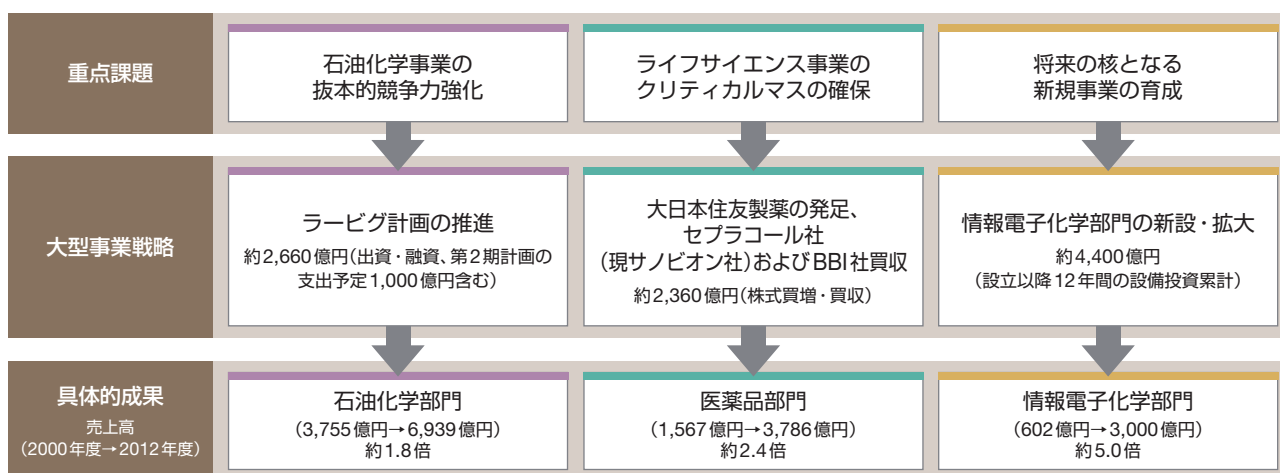 重点課題
石油化学事業の
抜本的競争力強化
ライフサイエンス事業の
クリティカルマスの確保
将来の核となる
新規事業の育成
大型事業戦略
ラービグ計画の推進
約2,660億円(出資・融資、第2期計画の
支出予定1,000億円含む)
大日本住友製薬の発足、
セプラコール社
(現サノビオン社)およびBBI社買収
約2,360億円(株式買増・買収)
情報電子化学部門の新設・拡大
約4,400億円
(設立以降12年間の設備投資累計)
具体的成果
売上高
(2000年度→2012年度)
石油化学部門
(3,755億円→6,939億円)
約1.8倍
医薬品部門
(1,567億円→3,786億円)
約2.4倍
情報電子化学部門
(602億円→3,000億円)
約5.0倍